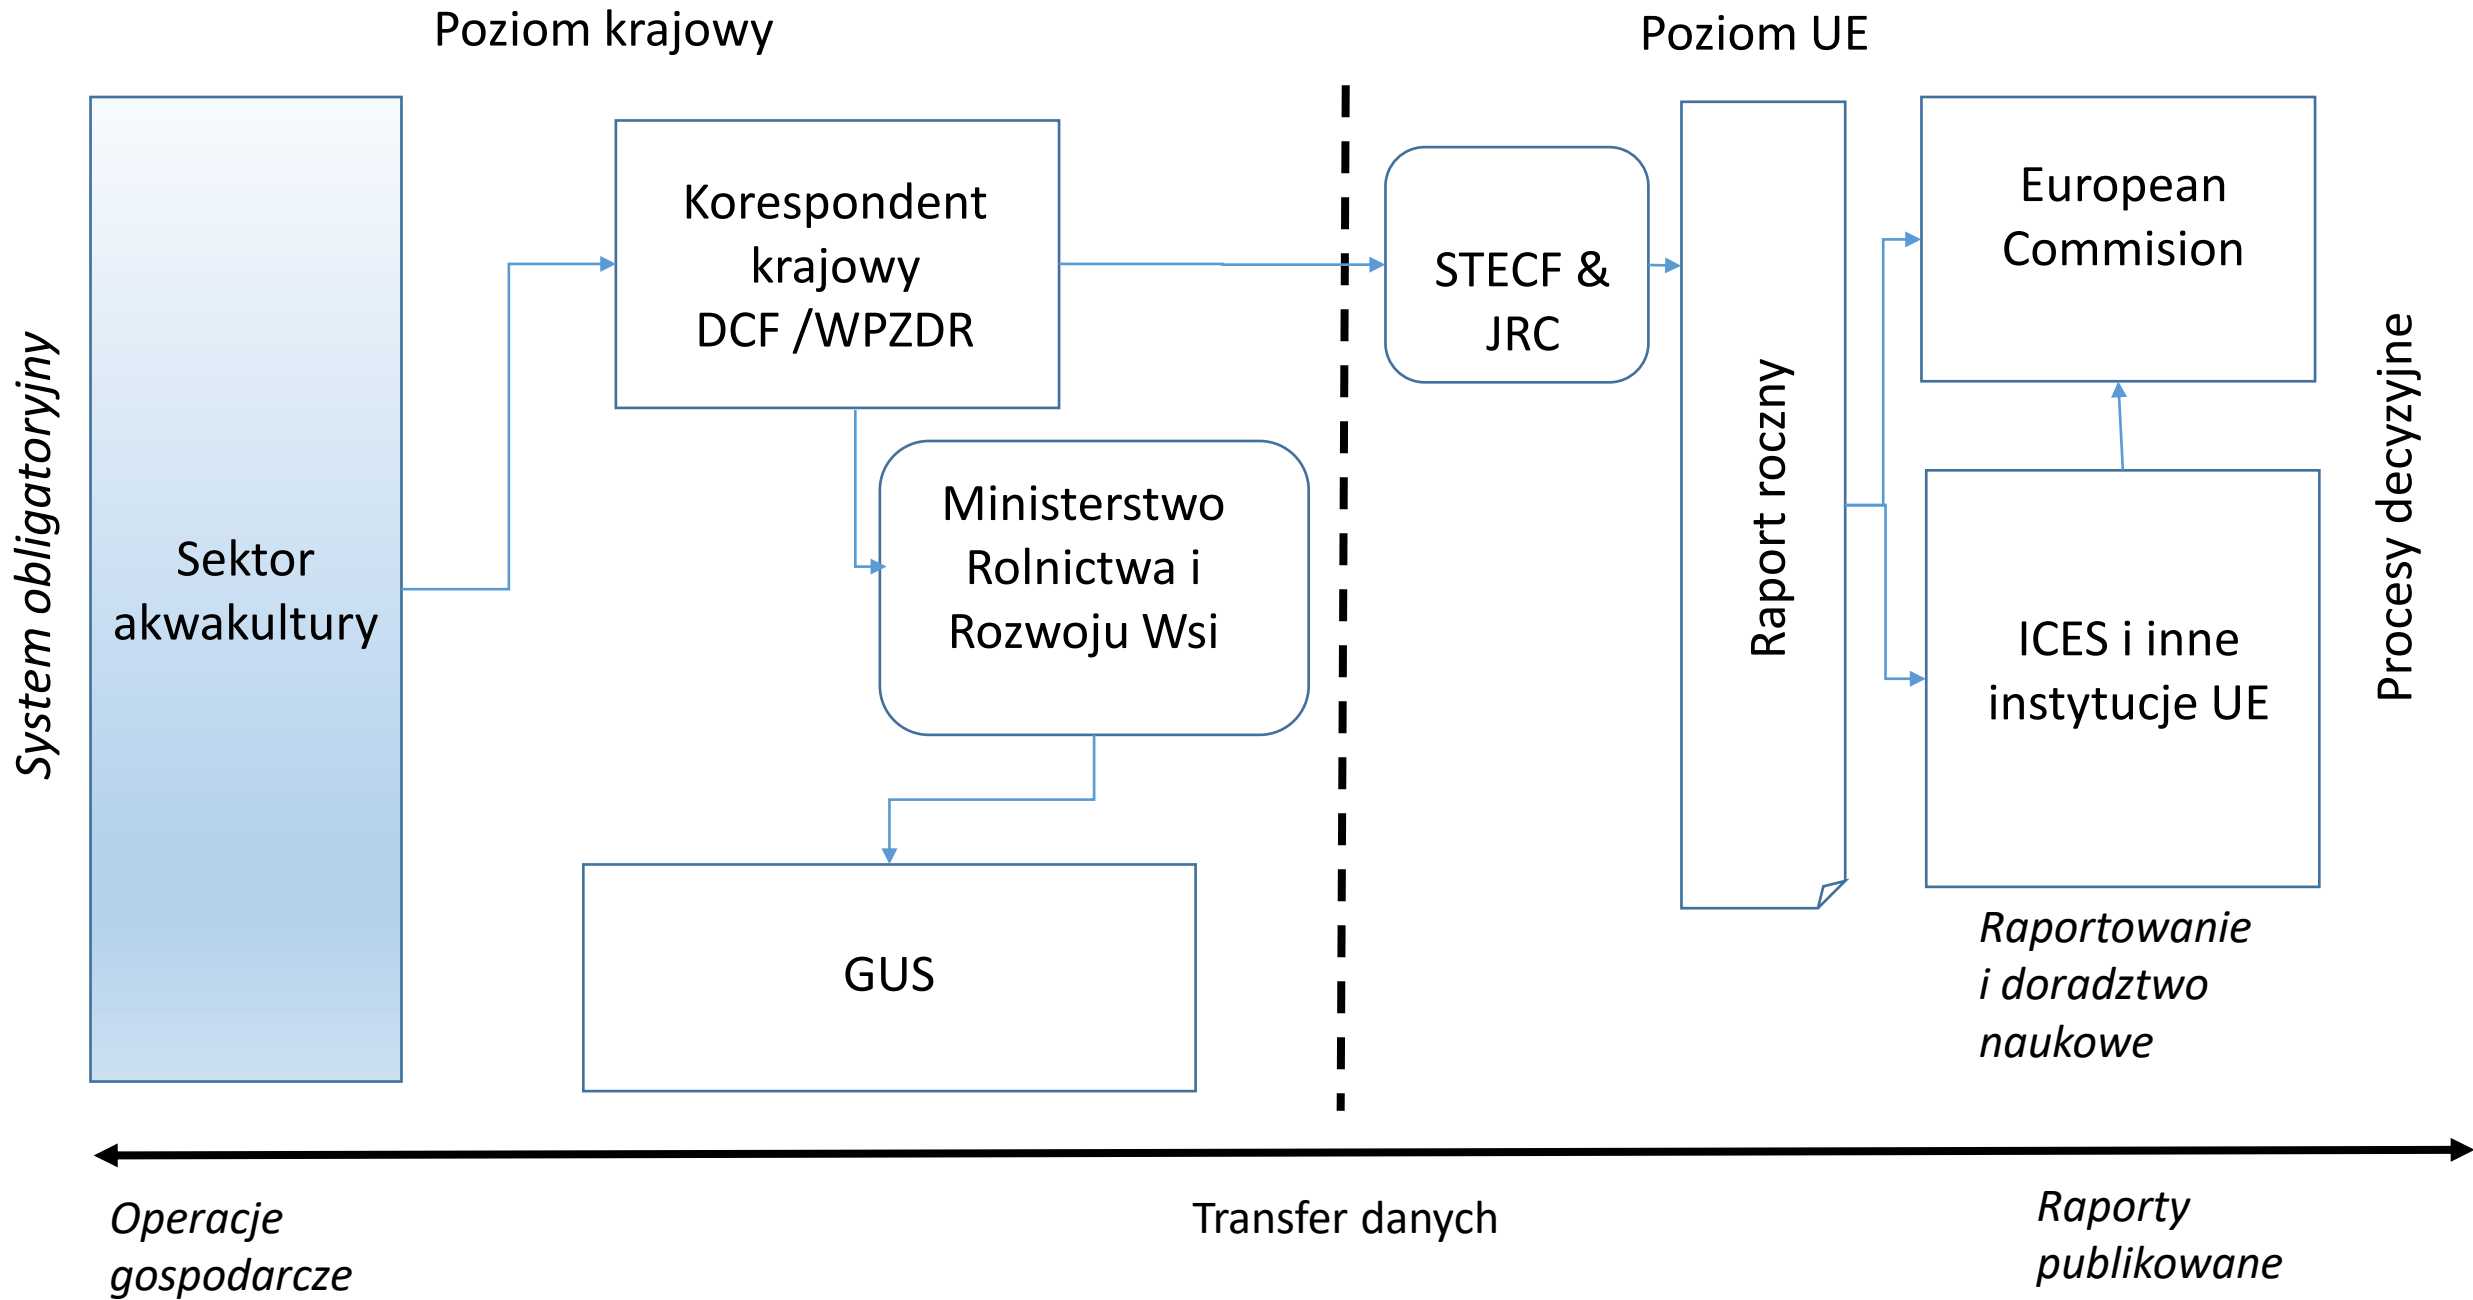 Poziom krajowy
Poziom UE
System obligatoryjny
Sektor
akwakultury
Korespondent
krajowy
DCF /WPZDR
Ministerstwo
Rolnictwa i
Rozwoju Wsi
GUS
STECF &
JRC
Raport roczny
European
Commision
ICES i inne
instytucje UE
Procesy decyzyjne
Raportowanie
i doradztwo
naukowe
Operacje
gospodarcze
Transfer danych
Raporty
publikowane